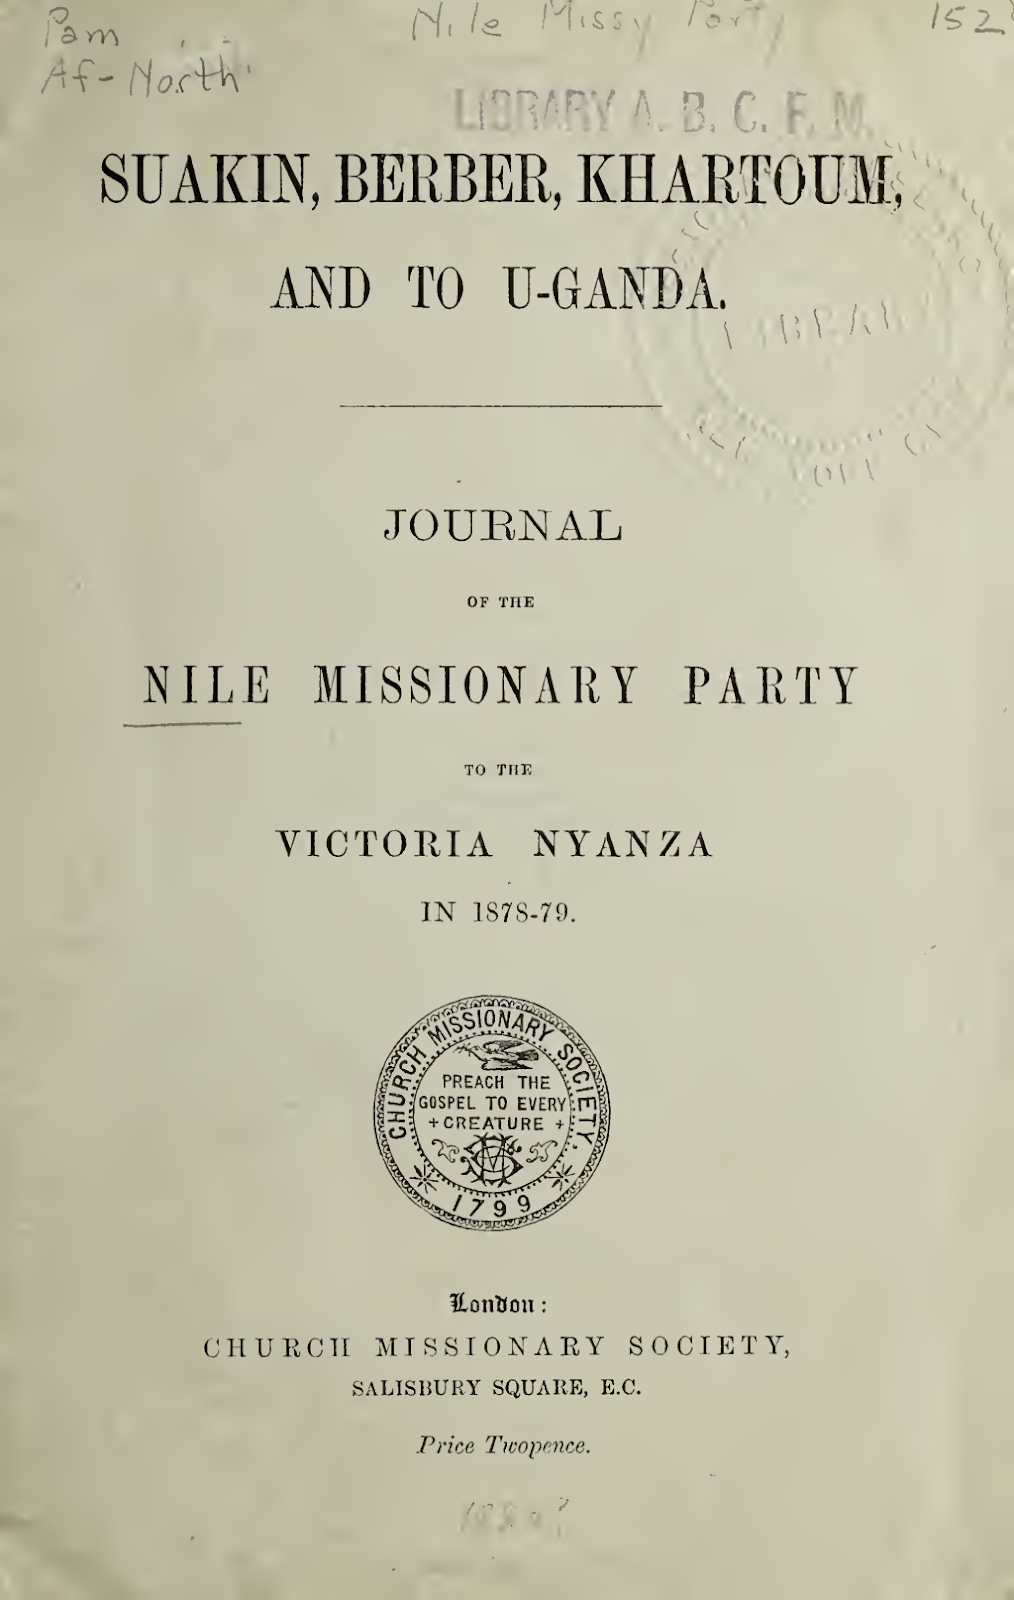 Pam
Af-North
Nile Missy Party
152
LIBRARY A. B. C. F. M.
SUAKIN, BERBER, KHARTOUM,
AND TO U-GANDA.
JOURNAL
OF THE
NILE MISSIONARY PARTY
TO THE
VICTORIA NYANZA
IN 1878-79.
CHURCH MISSIONARY SOCIETY.
PREACH THE
GOSPEL TO EVERY
+ CREATURE +
1799
London:
CHURCH MISSIONARY SOCIETY,
SALISBURY SQUARE, E.C.
Price Twopence.